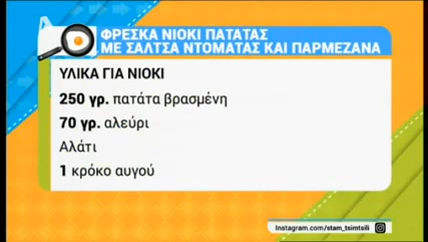 ΦΡΕΣΚΑ ΝΙΟΚΙ ΠΑΤΑΤΑΣ
ΜΕ ΣΑΛΤΣΑ ΝΤΟΜΑΤΑΣ ΚΑΙ ΠΑΡΜΕΖΑΝΑ
ΥΛΙΚΑ ΓΙΑ ΝΙΟΚΙ
250 γρ. πατάτα βρασμένη
70 γρ. αλεύρι
Αλάτι
1 κρόκο αυγού
Instagram.com/stam_tsimtsili